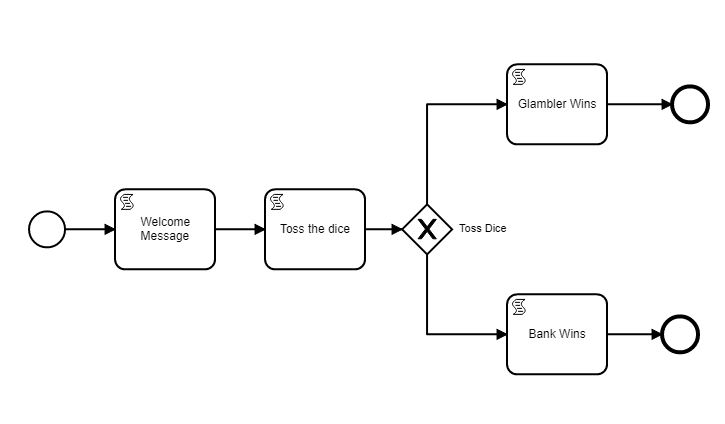 Welcome
Message
Toss the dice
Toss Dice
Glambler Wins
Bank Wins